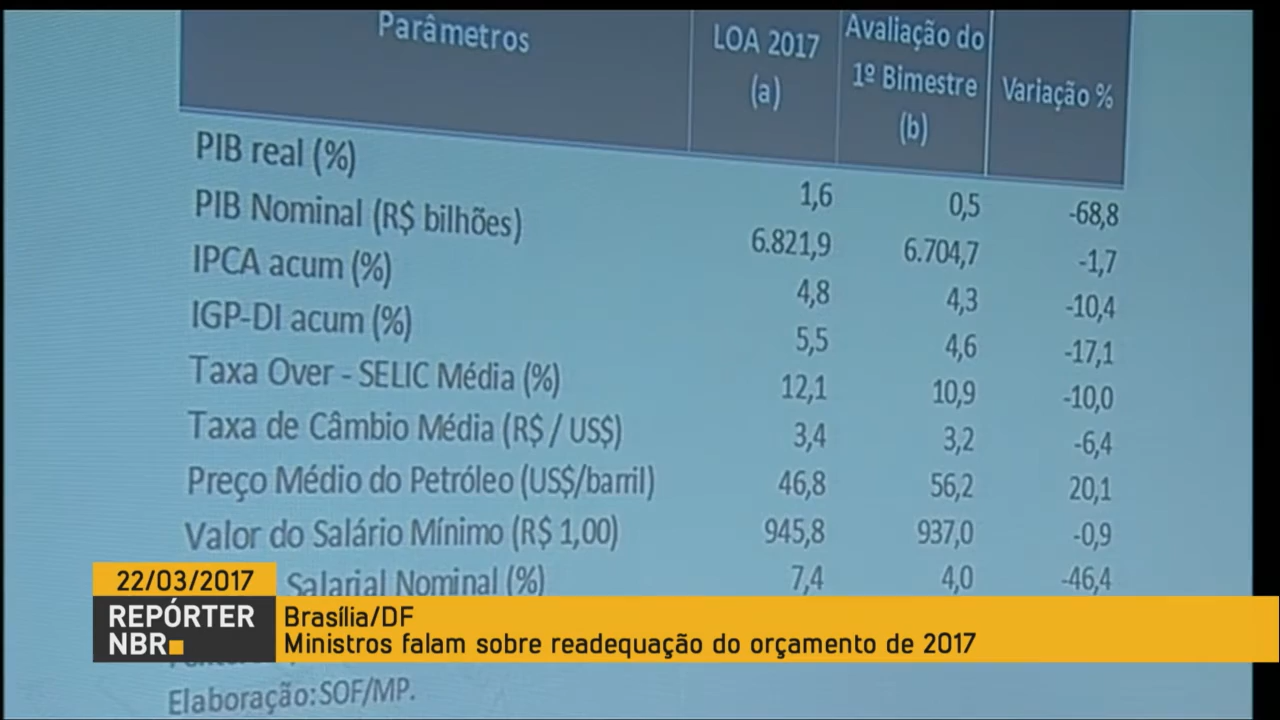 Parâmetros
LOA 2017
(a)
Avaliação do
1º Bimestre
(b)
Variação %
PIB real (%) 1,6 0,5 -68,8
PIB Nominal (R$ bilhões) 6.821,9 6.704,7 -1,7
IPCA acum (%) 4,8 4,3 -10,4
IGP-DI acum (%) 5,5 4,6 -17,1
Taxa Over - SELIC Média (%) 12,1 10,9 -10,0
Taxa de Câmbio Média (R$ / US$) 3,4 3,2 -6,4
Preço Médio do Petróleo (US$/barril) 46,8 56,2 20,1
Valor do Salário Mínimo (R$ 1,00) 945,8 937,0 -0,9
Salarial Nominal (%) 7,4 4,0 -46,4
22/03/2017
REPÓRTER
NBR
Brasília/DF
Ministros falam sobre readequação do orçamento de 2017
Elaboração: SOF/MP.